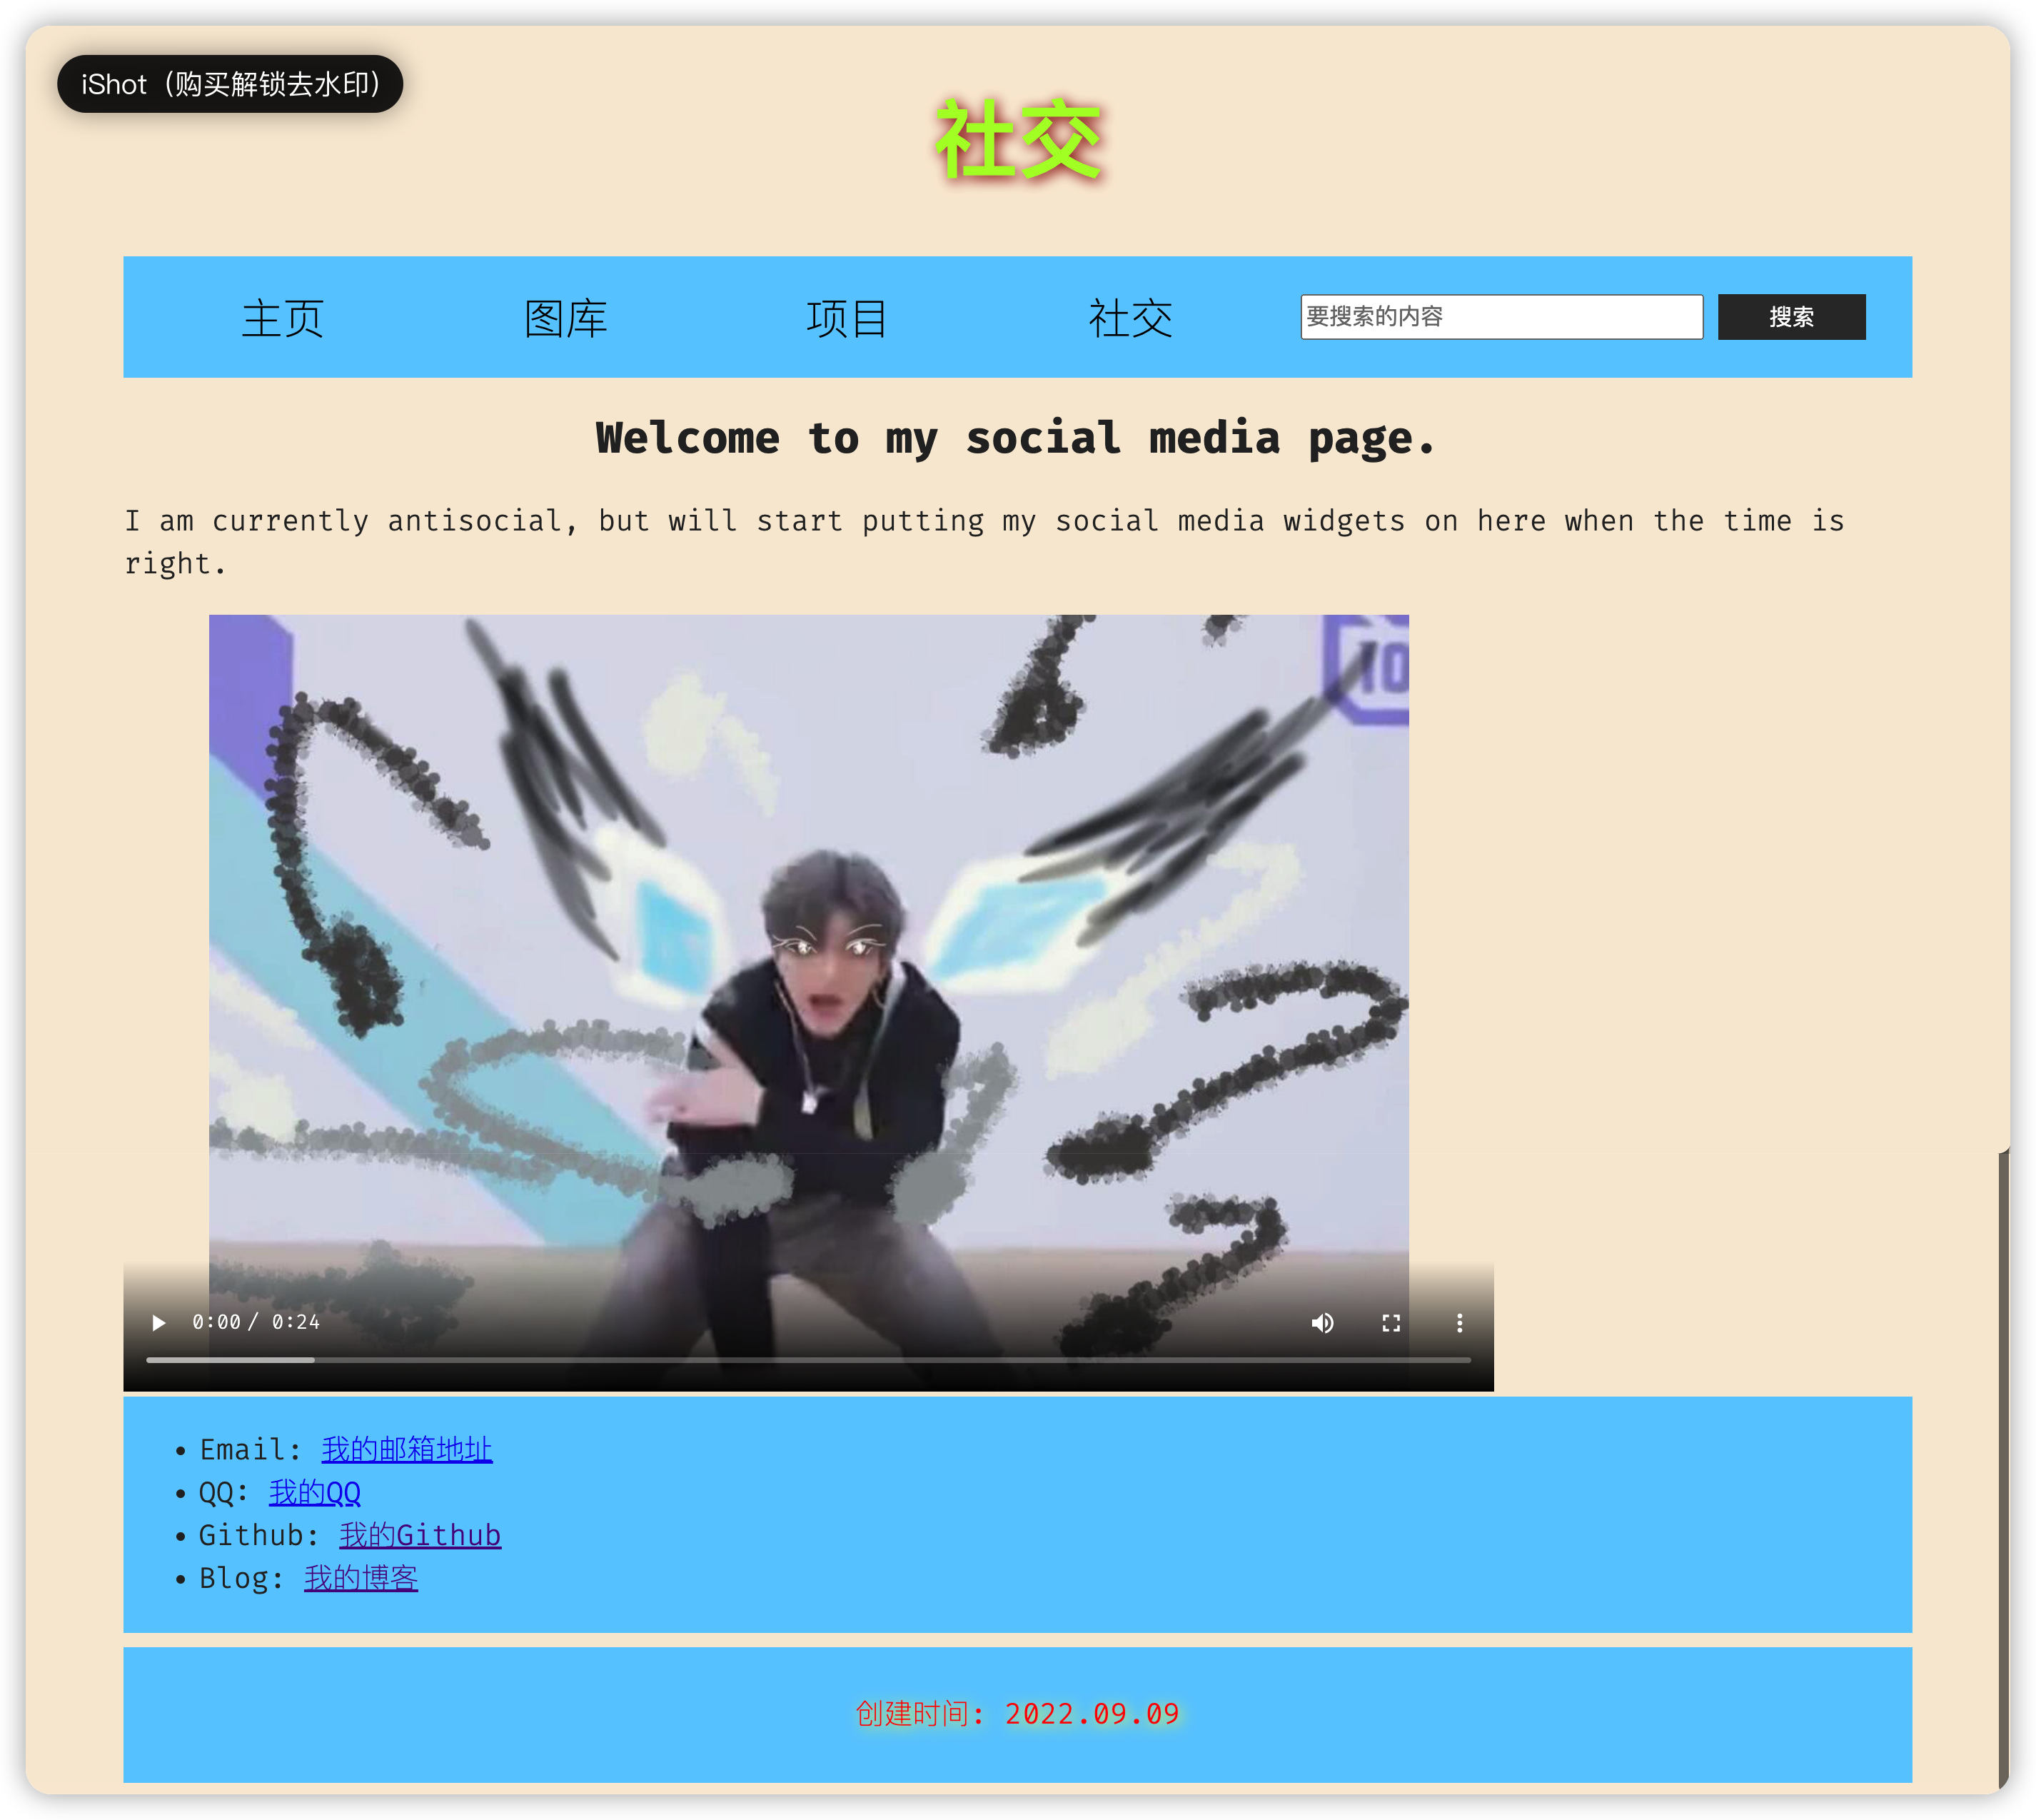 iShot（购买解锁去水印）
社交
主页 图库 项目 社交 要搜索的内容 搜索
Welcome to my social media page.
I am currently antisocial, but will start putting my social media widgets on here when the time is
right.
10
0:00 / 0:24
• Email: 我的邮箱地址
• QQ: 我的QQ
• Github: 我的Github
• Blog: 我的博客
创建时间: 2022.09.09